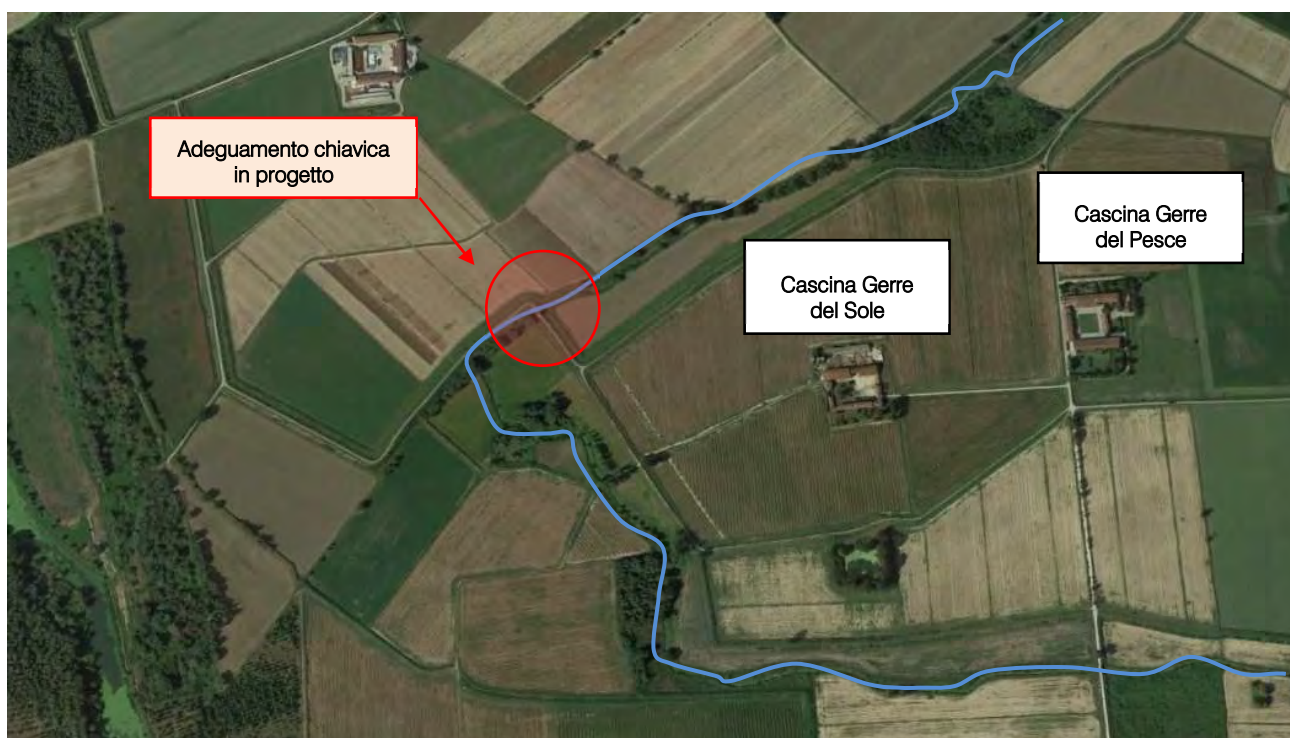 Adeguamento chiavica
in progetto
Cascina Gerre
del Pesce
Cascina Gerre
del Sole